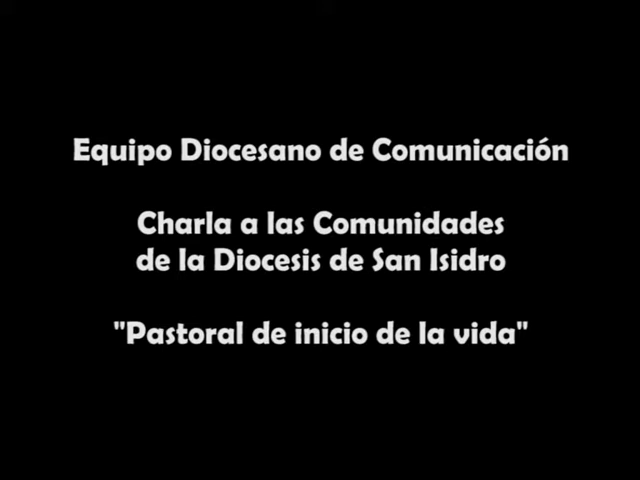 Equipo Diocesano de Comunicación
Charla a las Comunidades
de la Diocesis de San Isidro
"Pastoral de inicio de la vida"